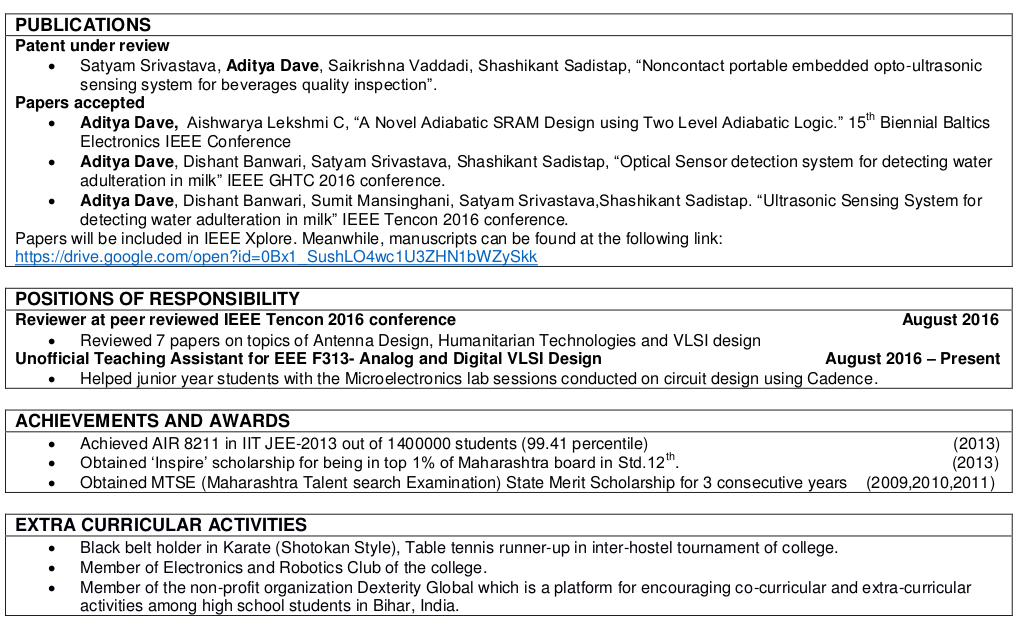 PUBLICATIONS
Patent under review
• Satyam Srivastava, Aditya Dave, Saikrishna Vaddadi, Shashikant Sadistap, “Noncontact portable embedded opto-ultrasonic
sensing system for beverages quality inspection”.
Papers accepted
• Aditya Dave, Aishwarya Lekshmi C, “A Novel Adiabatic SRAM Design using Two Level Adiabatic Logic.” 15th Biennial Baltics
Electronics IEEE Conference
• Aditya Dave, Dishant Banwari, Satyam Srivastava, Shashikant Sadistap, “Optical Sensor detection system for detecting water
adulteration in milk” IEEE GHTC 2016 conference.
• Aditya Dave, Dishant Banwari, Sumit Mansinghani, Satyam Srivastava,Shashikant Sadistap. “Ultrasonic Sensing System for
detecting water adulteration in milk” IEEE Tencon 2016 conference.
Papers will be included in IEEE Xplore. Meanwhile, manuscripts can be found at the following link:
https://drive.google.com/open?id=0Bx1_SushLO4wc1U3ZHN1bWZySkk
POSITIONS OF RESPONSIBILITY
Reviewer at peer reviewed IEEE Tencon 2016 conference August 2016
• Reviewed 7 papers on topics of Antenna Design, Humanitarian Technologies and VLSI design
Unofficial Teaching Assistant for EEE F313- Analog and Digital VLSI Design August 2016 – Present
• Helped junior year students with the Microelectronics lab sessions conducted on circuit design using Cadence.
ACHIEVEMENTS AND AWARDS
• Achieved AIR 8211 in IIT JEE-2013 out of 1400000 students (99.41 percentile) (2013)
• Obtained ‘Inspire’ scholarship for being in top 1% of Maharashtra board in Std.12th. (2013)
• Obtained MTSE (Maharashtra Talent search Examination) State Merit Scholarship for 3 consecutive years (2009,2010,2011)
EXTRA CURRICULAR ACTIVITIES
• Black belt holder in Karate (Shotokan Style), Table tennis runner-up in inter-hostel tournament of college.
• Member of Electronics and Robotics Club of the college.
• Member of the non-profit organization Dexterity Global which is a platform for encouraging co-curricular and extra-curricular
activities among high school students in Bihar, India.